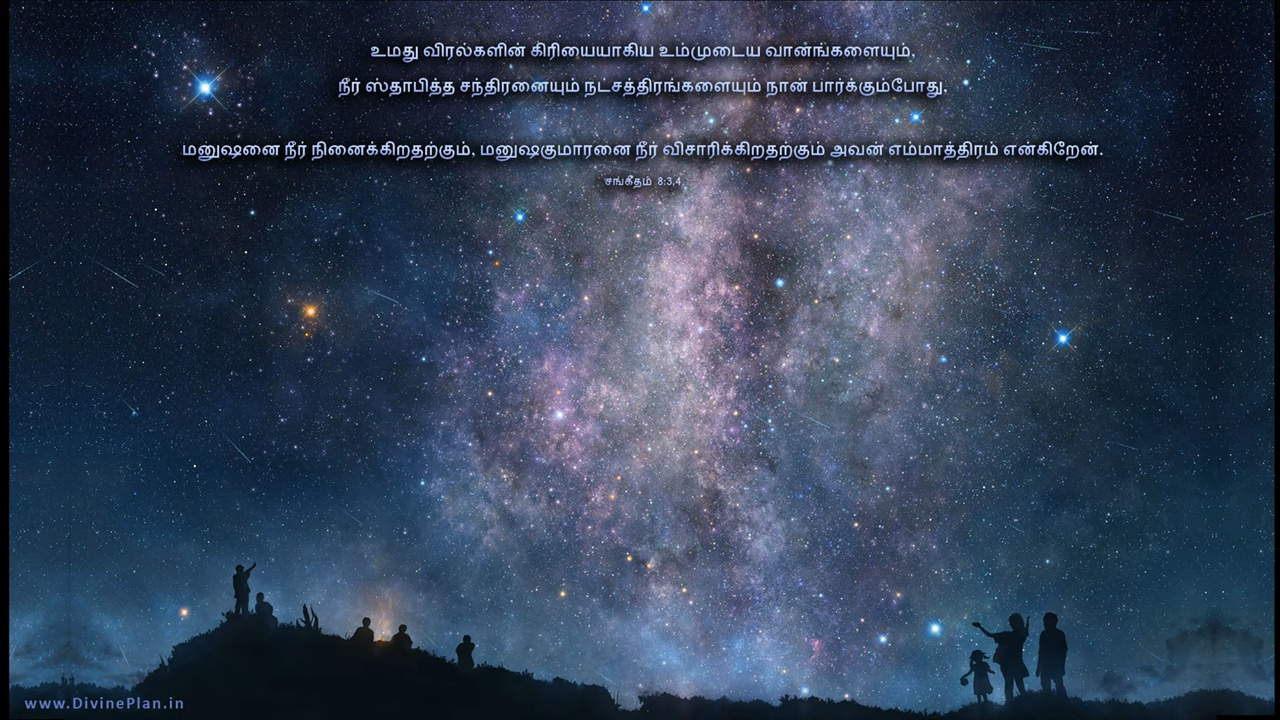 உமது விரல்களின் கிரியையாகிய உம்முடைய வான்ங்களையும்,
நீர் ஸ்தாபித்த சந்திரனையும் நட்சத்திரங்களையும் நான் பார்க்கும்போது,
மனுஷனை நீர் நினைக்கிறதற்கும், மனுஷகுமாரனை நீர் விசாரிக்கிறதற்கும் அவன் எம்மாத்திரம் என்கிறேன்.
சங்கீதம் 8:3,4
www.DivinePlan.in